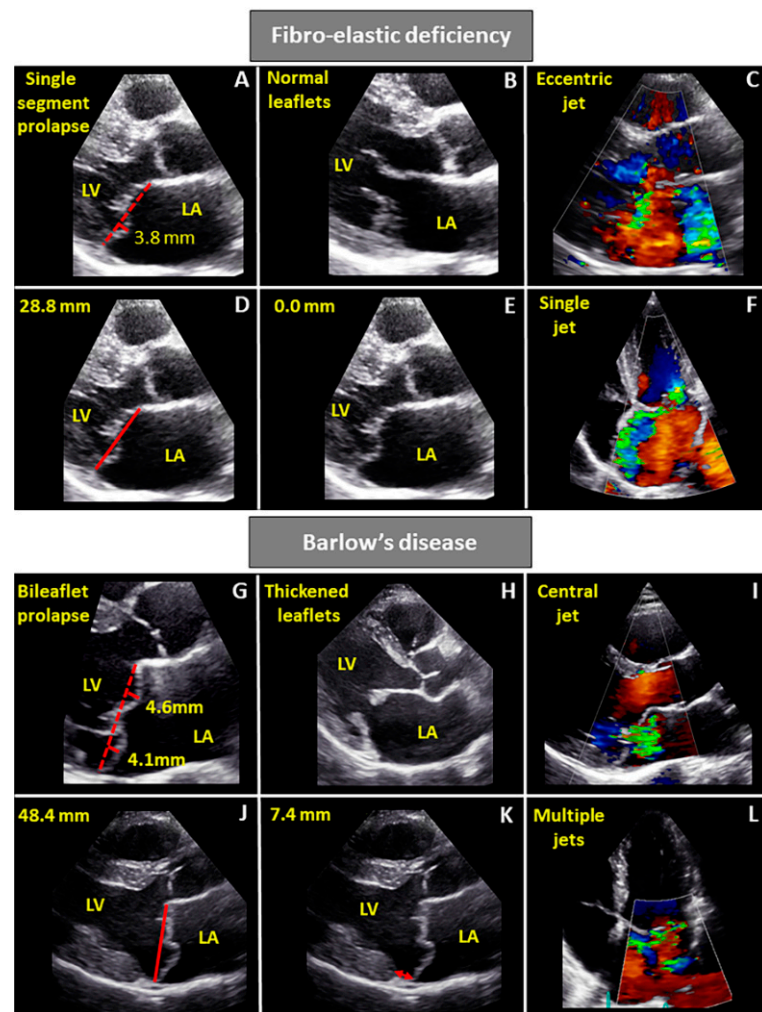 Fibro-elastic deficiency
Single
segment
prolapse
A
LV
LA
3.8 mm
Normal
leaflets
B
LV
LA
Eccentric
jet
C
28.8 mm
D
LV
LA
0.0 mm
E
LV
LA
Single
jet
F
Barlow's disease
Bileaflet
prolapse
G
LV
4.6mm
LA
4.1mm
Thickened
leaflets
H
LV
LA
Central
jet
I
48.4 mm
J
LV
LA
7.4 mm
K
LV
LA
Multiple
jets
L